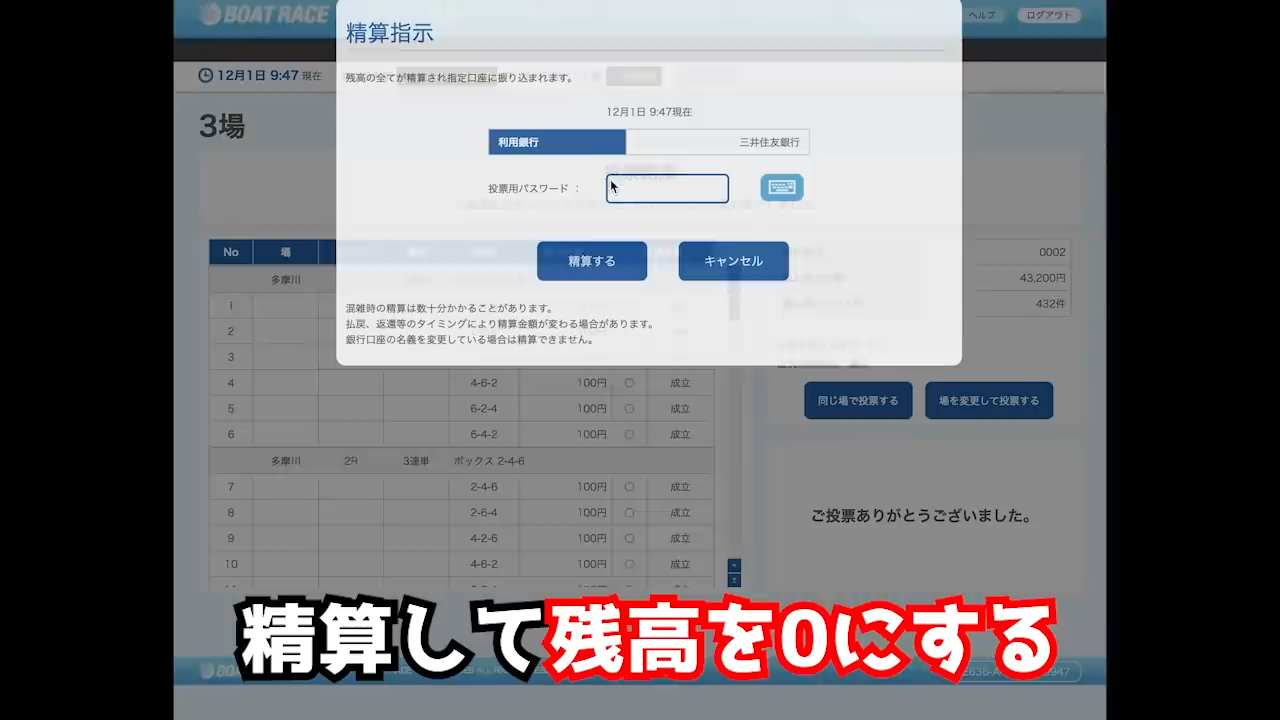 BOAT RACE
ヘルプ
ログアウト
精算指示
12月1日 9:47 現在
残高の全てが精算され指定口座に振り込まれます。
12月1日 9:47現在
3場
利用銀行 三井住友銀行
投票用パスワード :
精算する キャンセル
混雑時の精算は数十分かかることがあります。
払戻、返還等のタイミングにより精算金額が変わる場合があります。
銀行口座の名義を変更している場合は精算できません。
No 場
多摩川
1
2
3
4 4-6-2 100円 ○ 成立
5 6-2-4 100円 ○ 成立
6 6-4-2 100円 ○ 成立
多摩川 2R 3連単 ボックス 2-4-6
7 2-4-6 100円 ○ 成立
8 2-6-4 100円 ○ 成立
9 4-2-6 100円 ○ 成立
10 4-6-2 100円 ○ 成立
0002
43,200円
432件
同じ場で投票する 場を変更して投票する
ご投票ありがとうございました。
精算して残高を0にする